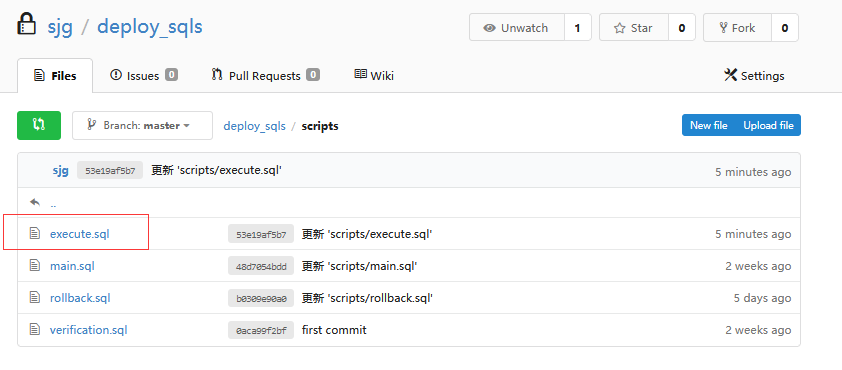 sjg / deploy_sqls
Unwatch 1 Star 0 Fork 0
Files Issues 0 Pull Requests 0 Wiki Settings
Branch: master deploy_sqls / scripts New file Upload file
sjg 53e19af5b7 更新 'scripts/execute.sql' 5 minutes ago
..
execute.sql 53e19af5b7 更新 'scripts/execute.sql' 5 minutes ago
main.sql 48d7054bdd 更新 'scripts/main.sql' 2 weeks ago
rollback.sql b0309e90a0 更新 'scripts/rollback.sql' 5 days ago
verification.sql 0aca99f2bf first commit 2 weeks ago